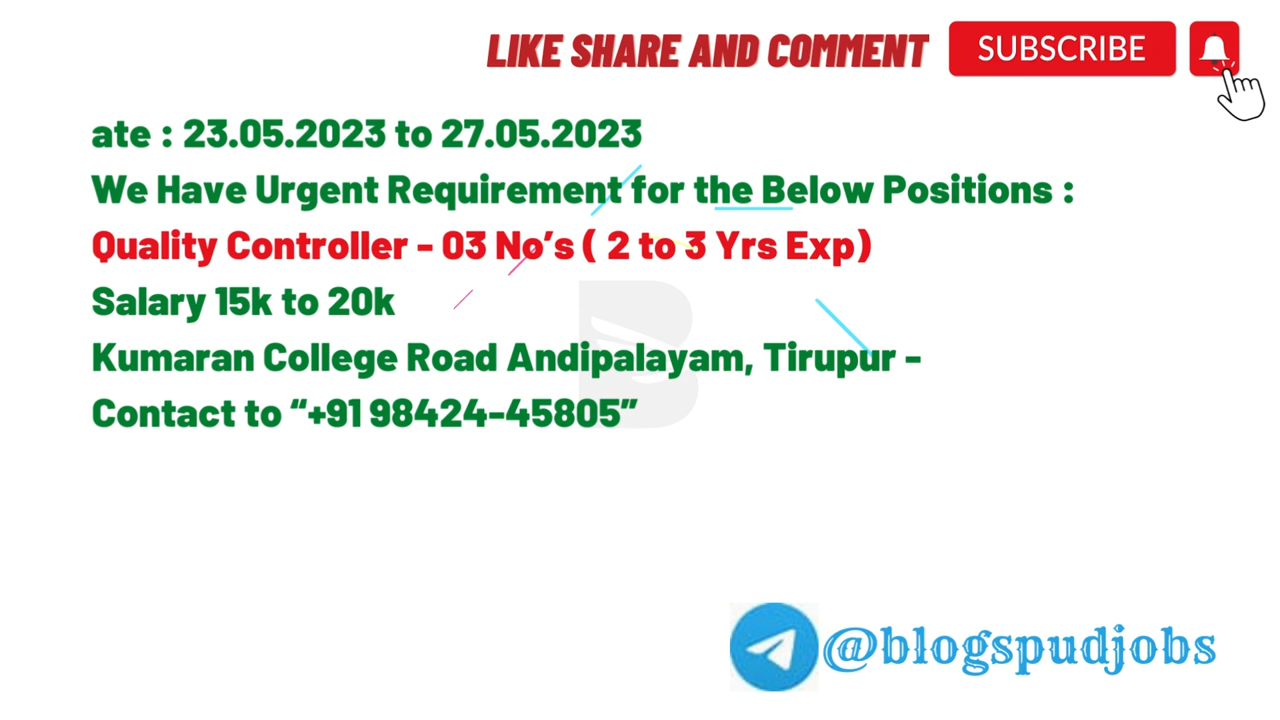 LIKE SHARE AND COMMENT
SUBSCRIBE
ate : 23.05.2023 to 27.05.2023
We Have Urgent Requirement for the Below Positions :
Quality Controller - 03 No’s ( 2 to 3 Yrs Exp)
Salary 15k to 20k
Kumaran College Road Andipalayam, Tirupur -
Contact to “+91 98424-45805”
@blogspudjobs